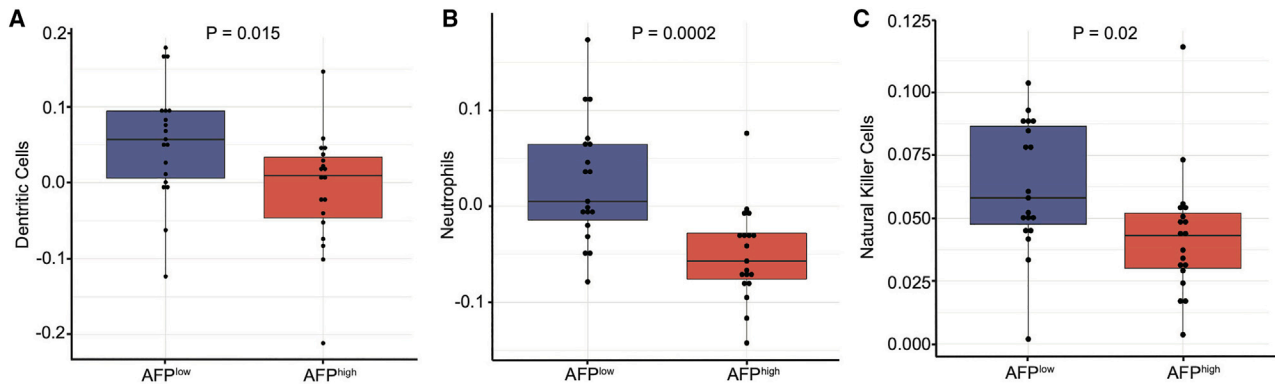 A
Dentritic Cells
0.2
0.1
0.0
-0.1
-0.2
P = 0.015
AFPlow
AFPhigh
B
Neutrophils
0.1
0.0
-0.1
P = 0.0002
AFPlow
AFPhigh
C
Natural Killer Cells
0.125
0.100
0.075
0.050
0.025
0.000
P = 0.02
AFPlow
AFPhigh